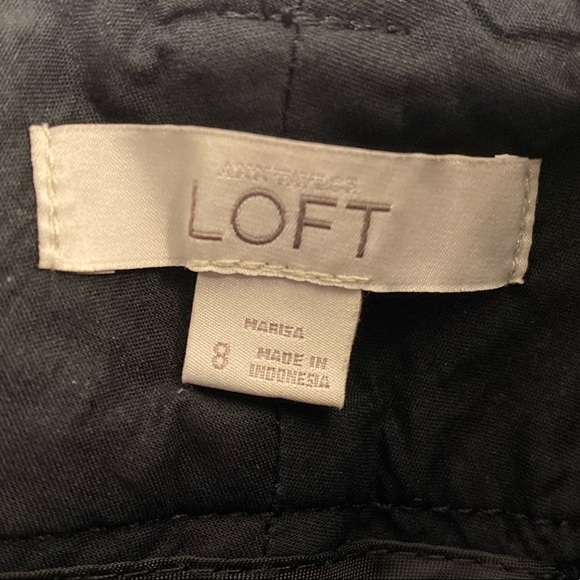 ANN TAYLOR
LOFT
MARISA
8
MADE IN
INDONESIA